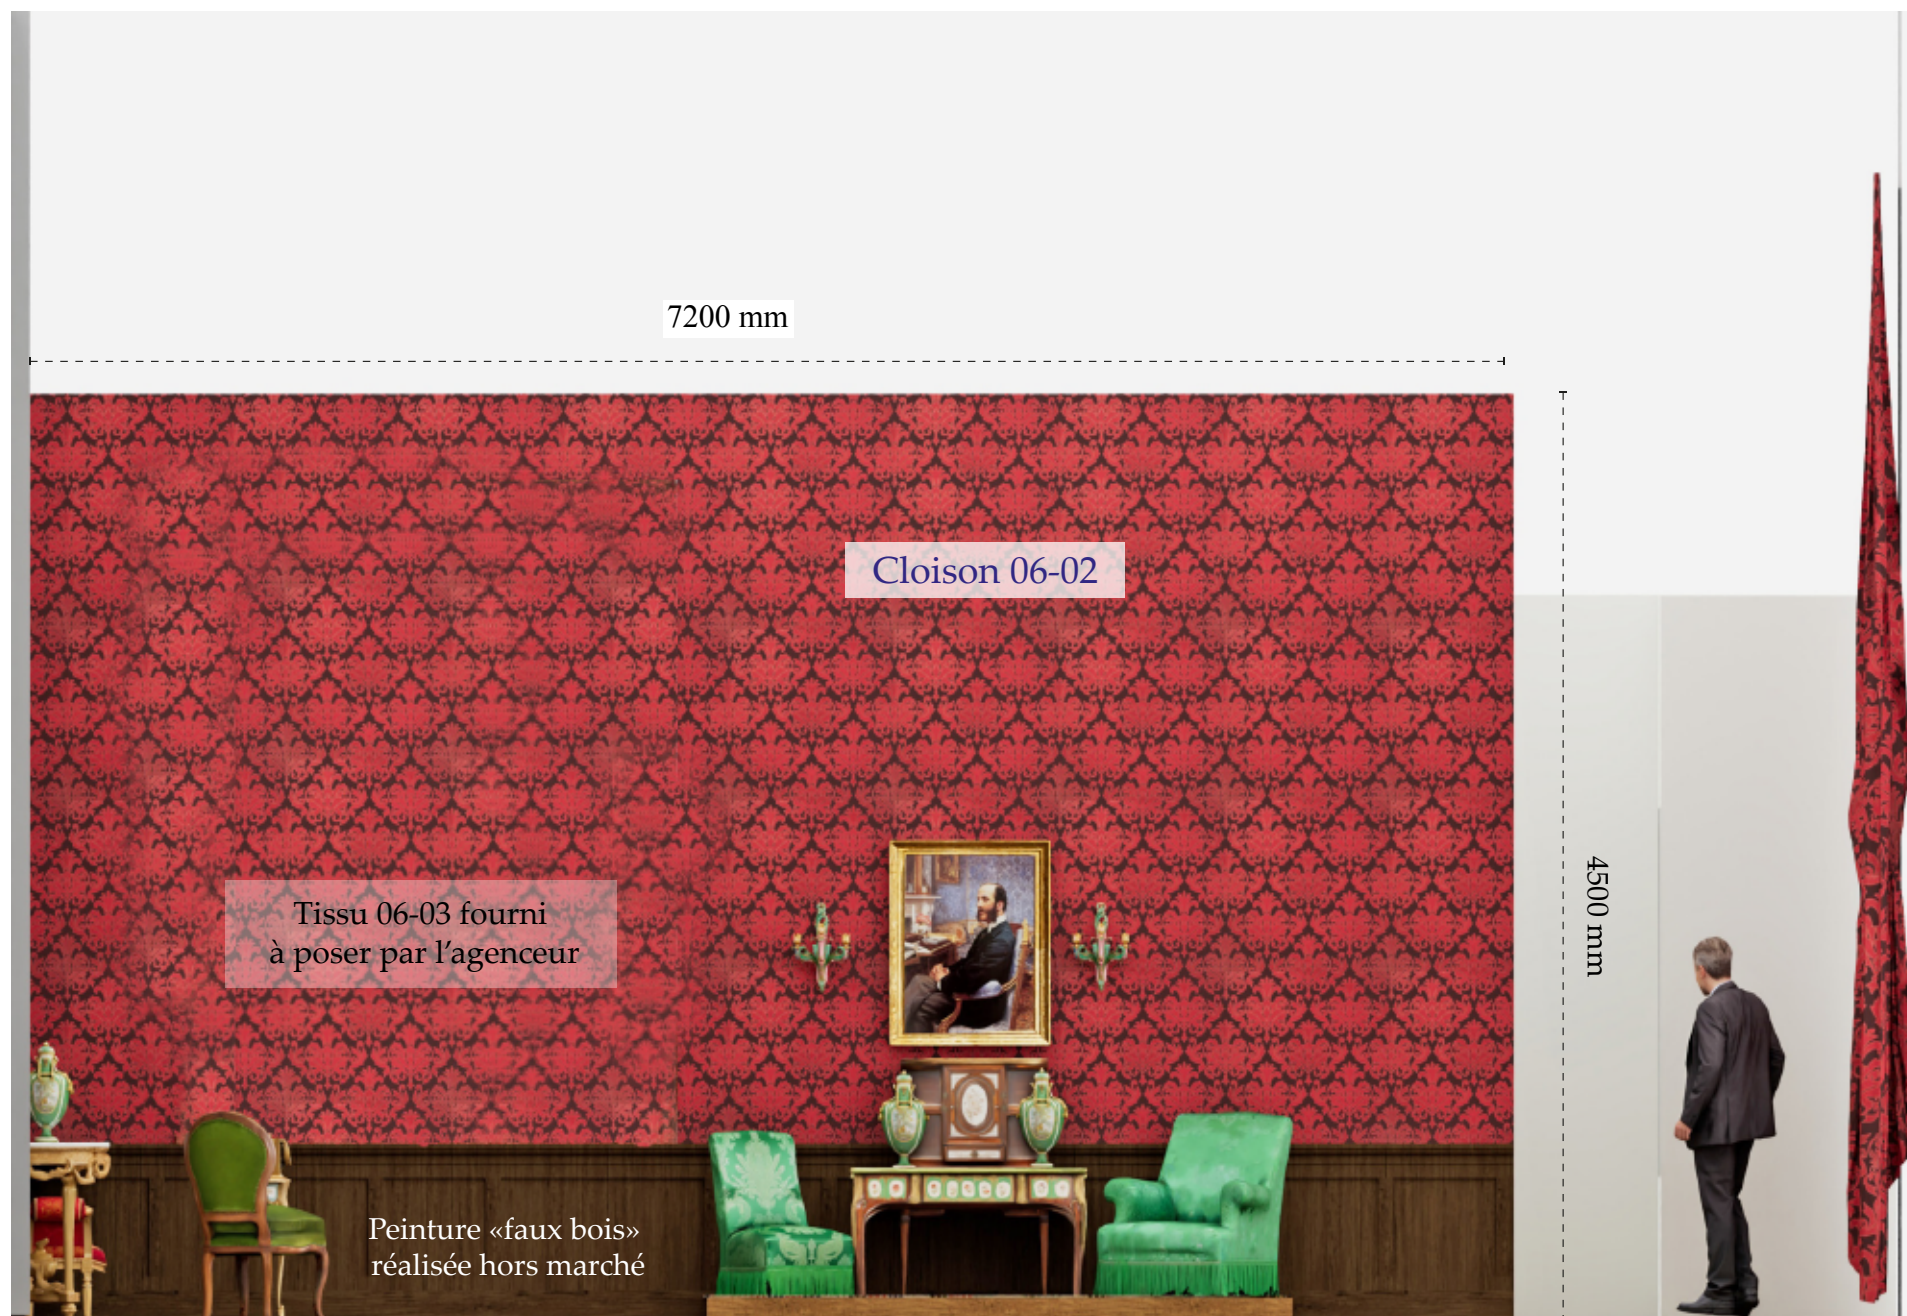 7200 mm
Cloison 06-02
Tissu 06-03 fourni
à poser par l'agenceur
4500 mm
Peinture «faux bois»
réalisée hors marché